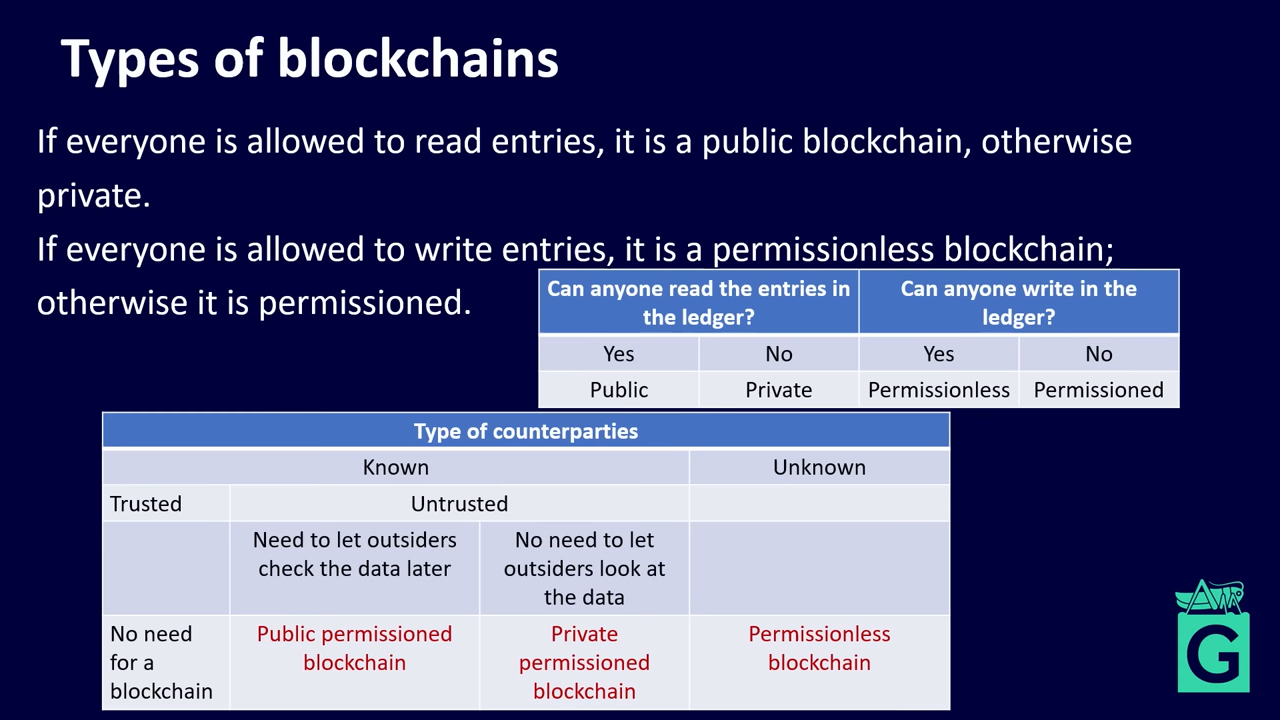 Types of blockchains
If everyone is allowed to read entries, it is a public blockchain, otherwise
private.
If everyone is allowed to write entries, it is a permissionless blockchain;
otherwise it is permissioned.
Can anyone read the entries in
the ledger?
Can anyone write in the
ledger?
Yes
No
Yes
No
Public
Private
Permissionless
Permissioned
Type of counterparties
Known
Unknown
Trusted
Untrusted
Need to let outsiders
check the data later
No need to let
outsiders look at
the data
No need
for a
blockchain
Public permissioned
blockchain
Private
permissioned
blockchain
Permissionless
blockchain
G